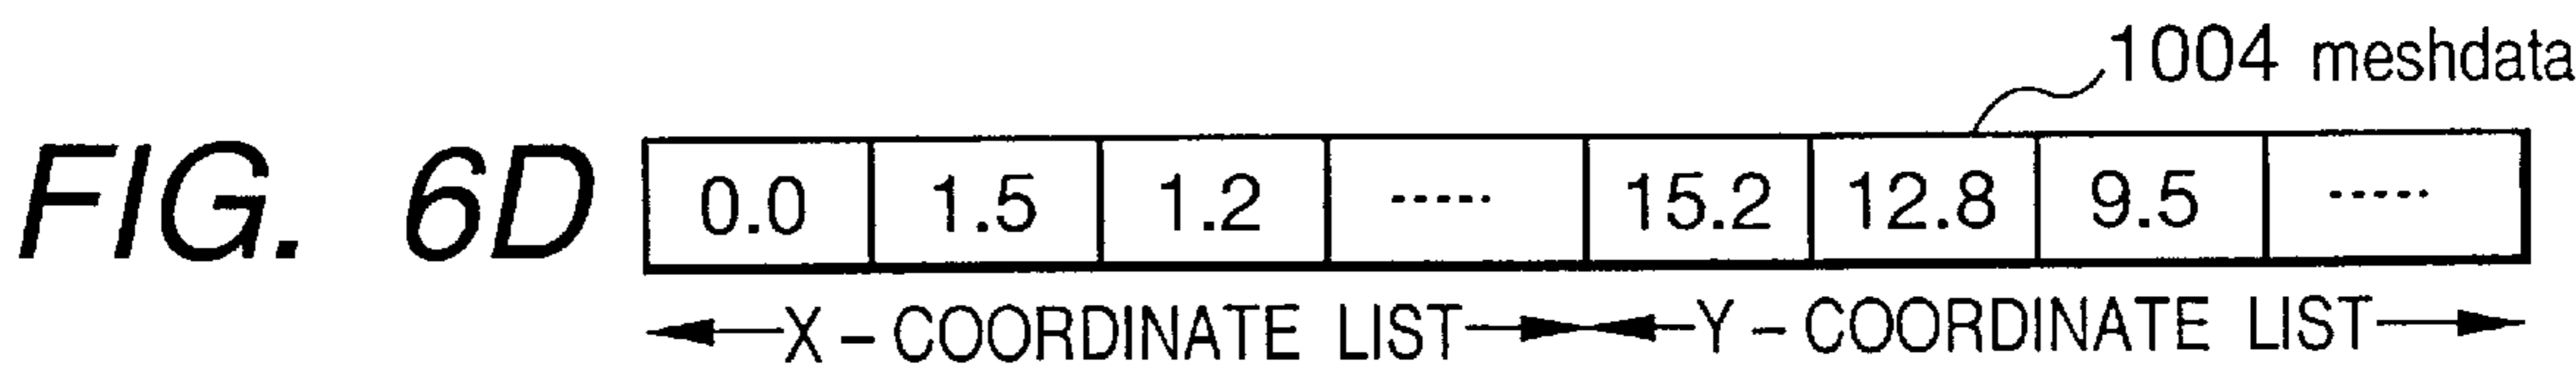 1004 meshdata
FIG. 6D 0.0 1.5 1.2 ----- 15.2 12.8 9.5 -----
X-COORDINATE LIST Y-COORDINATE LIST